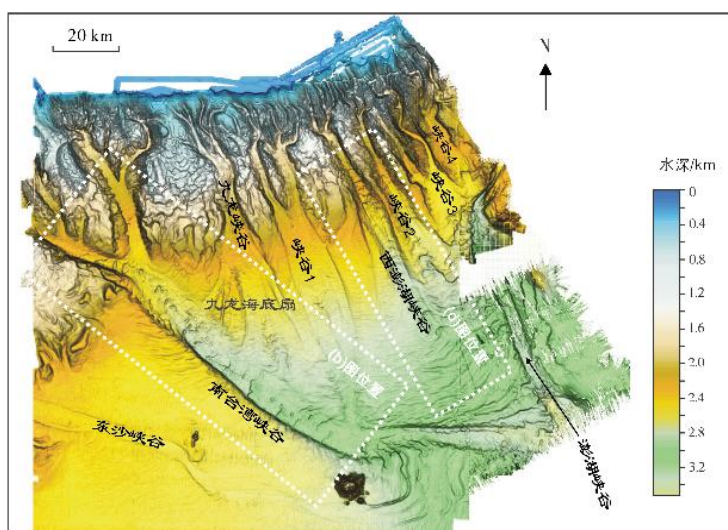 20 km
N
水深/km
0
0.4
0.8
1.2
1.6
2.0
2.4
2.8
3.2
峡谷4
峡谷3
峡谷2
九龙峡谷
峡谷1
西澎湖峡谷
九龙海底扇
(c)图位置
(b)图位置
南台湾峡谷
东沙峡谷
澎湖峡谷